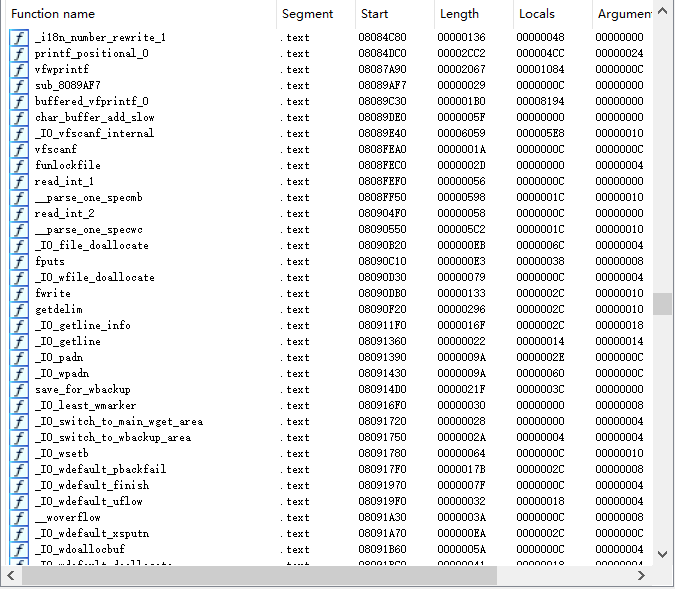 Function name Segment Start Length Locals Argumen
f _i18n_number_rewrite_1 .text 08084C80 00000136 00000048 00000000
f printf_positional_0 .text 08084DC0 00002CC2 000004CC 00000024
f vfwprintf .text 08087A90 00002067 00001084 0000000C
f sub_8089AF7 .text 08089AF7 00000029 0000000C 00000000
f buffered_vfprintf_0 .text 08089C30 000001B0 00008194 00000000
f char_buffer_add_slow .text 08089DE0 0000005F 0000000C 00000000
f _IO_vfscanf_internal .text 08089E40 00006059 000005E8 00000010
f vfscanf .text 0808FEA0 0000001A 0000000C 0000000C
f funlockfile .text 0808FEC0 0000002D 00000000 00000004
f read_int_1 .text 0808FEF0 00000056 0000000C 00000000
f __parse_one_specmb .text 0808FF50 00000598 0000001C 00000010
f read_int_2 .text 080904F0 00000058 0000000C 00000000
f __parse_one_specwc .text 08090550 000005C2 0000001C 00000010
f _IO_file_doallocate .text 08090B20 000000EB 0000006C 00000004
f fputs .text 08090C10 000000E3 00000038 00000008
f _IO_wfile_doallocate .text 08090D30 00000079 0000000C 00000004
f fwrite .text 08090DB0 00000133 0000002C 00000010
f getdelim .text 08090F20 00000296 0000002C 00000010
f _IO_getline_info .text 080911F0 0000016F 0000002C 00000018
f _IO_getline .text 08091360 00000022 00000014 00000014
f _IO_padn .text 08091390 0000009A 0000002E 0000000C
f _IO_wpadn .text 08091430 0000009A 00000060 0000000C
f save_for_wbackup .text 080914D0 0000021F 0000003C 00000000
f _IO_least_wmarker .text 080916F0 00000030 00000000 00000008
f _IO_switch_to_main_wget_area .text 08091720 00000028 00000000 00000004
f _IO_switch_to_wbackup_area .text 08091750 0000002A 00000004 00000004
f _IO_wsetb .text 08091780 00000064 0000000C 00000010
f _IO_wdefault_pbackfail .text 080917F0 0000017B 0000002C 00000008
f _IO_wdefault_finish .text 08091970 0000007F 0000000C 00000004
f _IO_wdefault_uflow .text 080919F0 00000032 00000018 00000004
f __woverflow .text 08091A30 0000003A 0000000C 00000008
f _IO_wdefault_xsputn .text 08091A70 000000EA 0000002C 0000000C
f _IO_wdoallocbuf .text 08091B60 0000005A 0000000C 00000004
f _IO_wdefault_doallocate .text 08091BC0 00000041 00000018 00000004